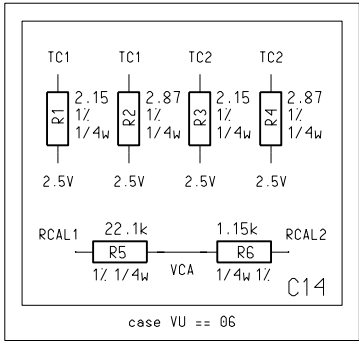 TC1 TC1 TC2 TC2
R1 2.15 1% 1/4w
R2 2.87 1% 1/4w
R3 2.15 1% 1/4w
R4 2.87 1% 1/4w
2.5V 2.5V 2.5V 2.5V
22.1k 1.15k
RCAL1 R5 VCA R6 RCAL2
1% 1/4w 1/4w 1%
C14
case VU == 06